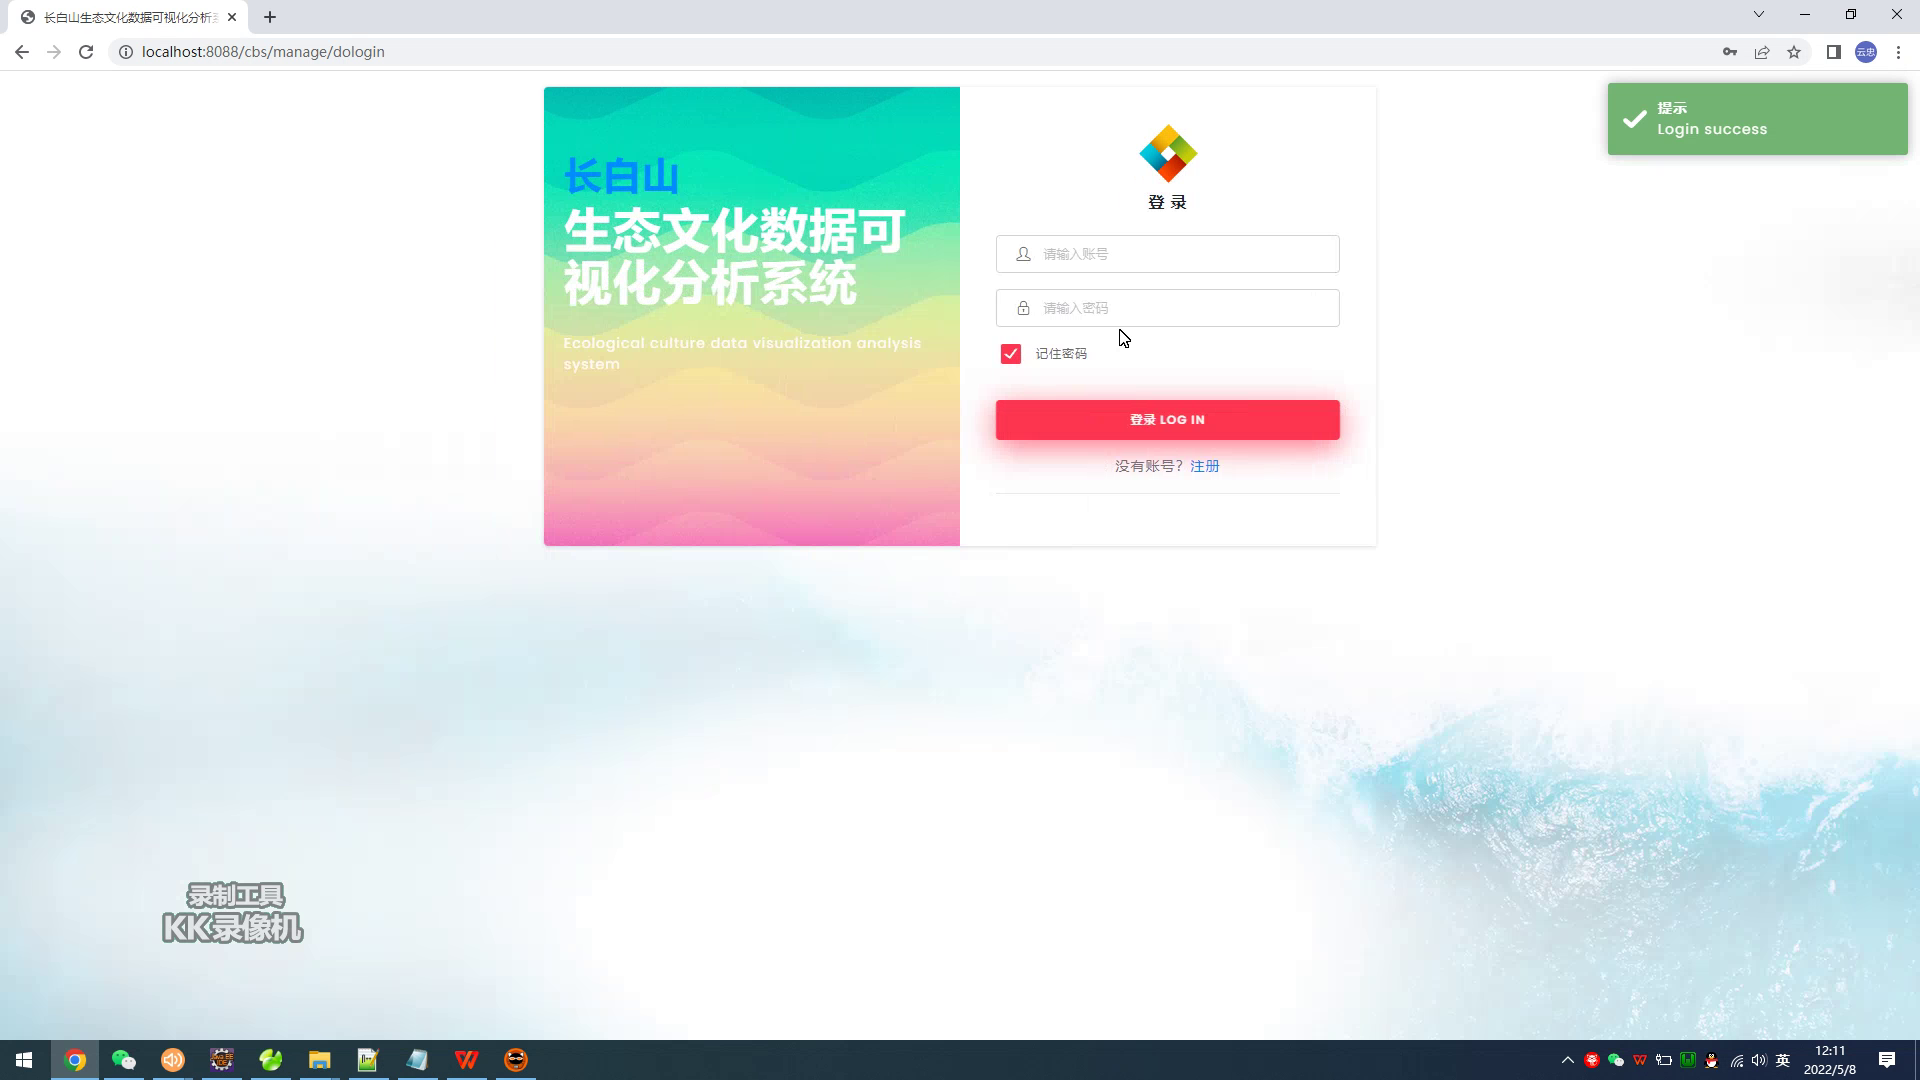 长白山生态文化数据可视化分析
localhost:8088/cbs/manage/dologin
云忠
提示
Login success
长白山
生态文化数据可
视化分析系统
Ecological culture data visualization analysis
system
登 录
请输入账号
请输入密码
记住密码
登录 LOG IN
没有账号？注册
录制工具
KK录像机
英
12:11
2022/5/8